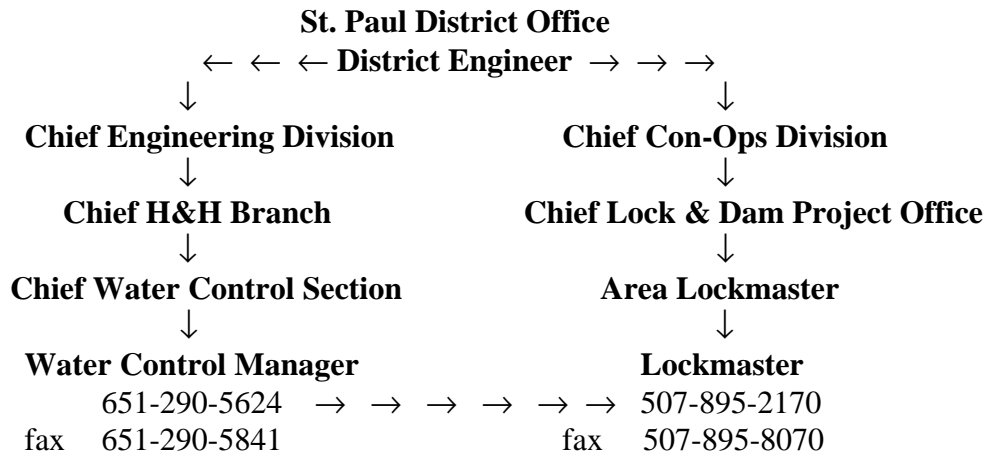 St. Paul District Office
← ← ← District Engineer → → →
↓ ↓
Chief Engineering Division Chief Con-Ops Division
↓ ↓
Chief H&H Branch Chief Lock & Dam Project Office
↓ ↓
Chief Water Control Section Area Lockmaster
↓ ↓
Water Control Manager Lockmaster
651-290-5624 → → → → → → 507-895-2170
fax 651-290-5841 fax 507-895-8070